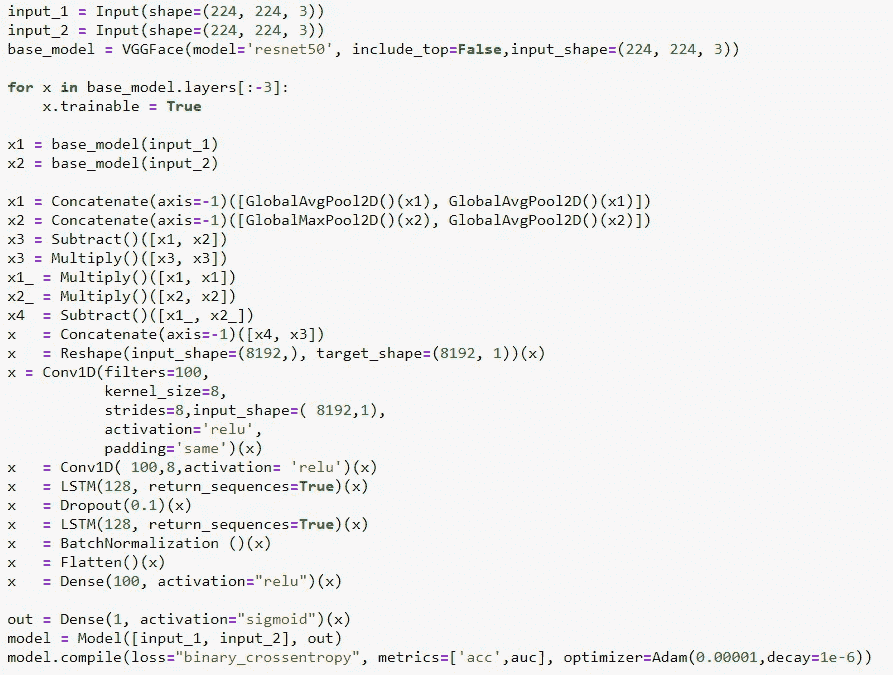 input_1 = Input(shape=(224, 224, 3))
input_2 = Input(shape=(224, 224, 3))
base_model = VGGFace(model='resnet50', include_top=False,input_shape=(224, 224, 3))
for x in base_model.layers[:-3]:
    x.trainable = True
x1 = base_model(input_1)
x2 = base_model(input_2)
x1 = Concatenate(axis=-1)([GlobalAvgPool2D()(x1), GlobalAvgPool2D()(x1)])
x2 = Concatenate(axis=-1)([GlobalMaxPool2D()(x2), GlobalAvgPool2D()(x2)])
x3 = Subtract()([x1, x2])
x3 = Multiply()([x3, x3])
x1_ = Multiply()([x1, x1])
x2_ = Multiply()([x2, x2])
x4  = Subtract()([x1_, x2_])
x   = Concatenate(axis=-1)([x4, x3])
x   = Reshape(input_shape=(8192,), target_shape=(8192, 1))(x)
x = Conv1D(filters=100,
           kernel_size=8,
           strides=8,input_shape=( 8192,1),
           activation='relu',
           padding='same')(x)
x   = Conv1D( 100,8,activation= 'relu')(x)
x   = LSTM(128, return_sequences=True)(x)
x   = Dropout(0.1)(x)
x   = LSTM(128, return_sequences=True)(x)
x   = BatchNormalization ()(x)
x   = Flatten()(x)
x   = Dense(100, activation="relu")(x)
out = Dense(1, activation="sigmoid")(x)
model = Model([input_1, input_2], out)
model.compile(loss="binary_crossentropy", metrics=['acc',auc], optimizer=Adam(0.00001,decay=1e-6))